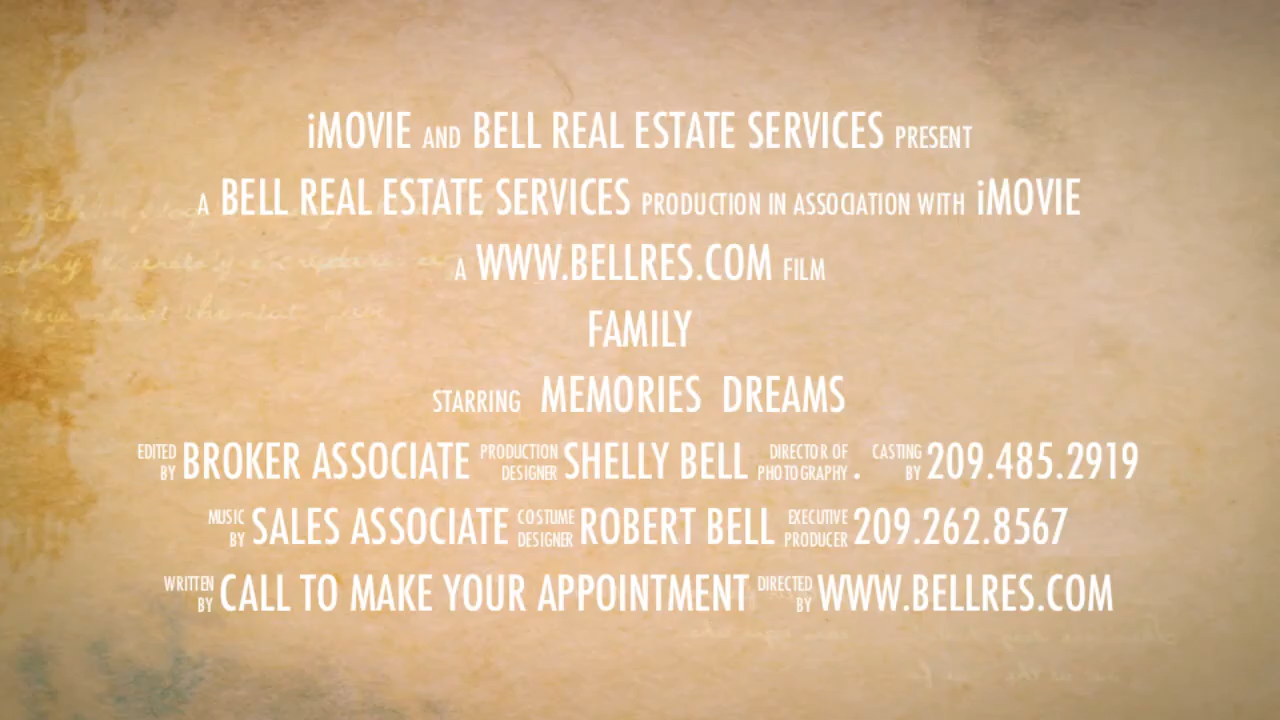 iMOVIE AND BELL REAL ESTATE SERVICES PRESENT
A BELL REAL ESTATE SERVICES PRODUCTION IN ASSOCIATION WITH iMOVIE
A WWW.BELLRES.COM FILM
FAMILY
STARRING MEMORIES DREAMS
EDITED BY BROKER ASSOCIATE PRODUCTION DESIGNER SHELLY BELL DIRECTOR OF PHOTOGRAPHY . CASTING BY 209.485.2919
MUSIC BY SALES ASSOCIATE COSTUME DESIGNER ROBERT BELL EXECUTIVE PRODUCER 209.262.8567
WRITTEN BY CALL TO MAKE YOUR APPOINTMENT DIRECTED BY WWW.BELLRES.COM